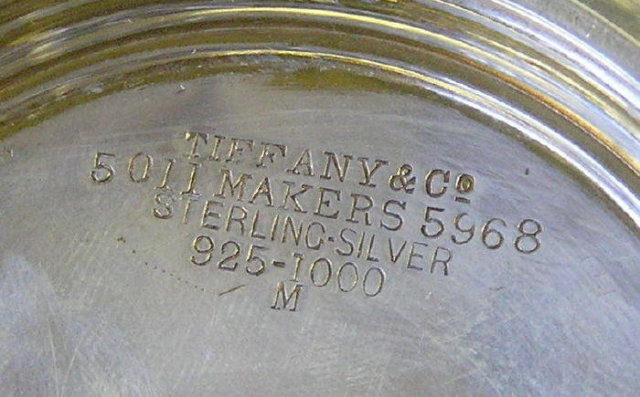 TIFFANY & Co
5011 MAKERS 5968
STERLING-SILVER
925-1000
M